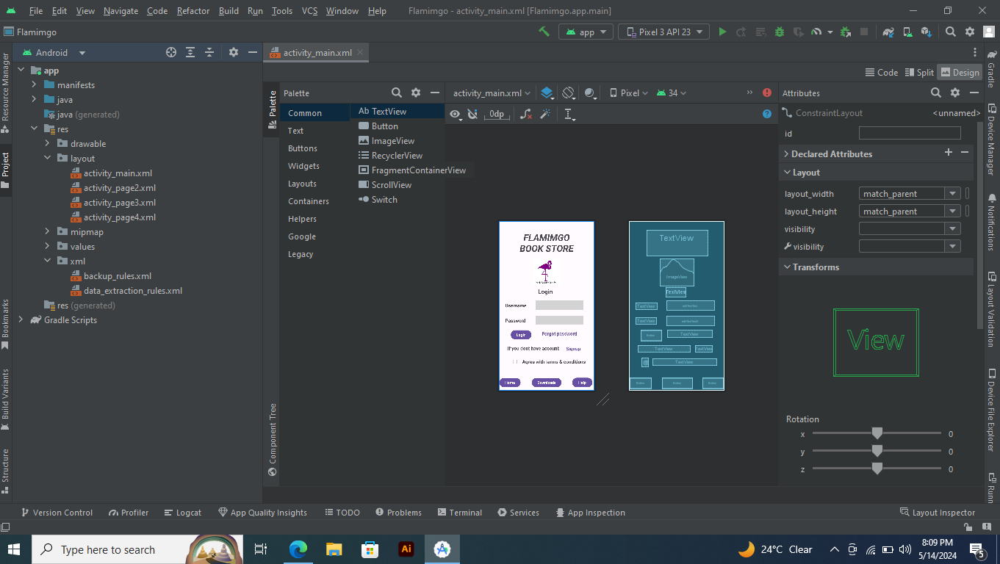 File Edit View Navigate Code Refactor Build Run Tools VCS Window Help Flamimgo - activity_main.xml [Flamimgo.app.main]
Flamimgo app Pixel 3 API 23
Android activity_main.xml
app
manifests
java
java (generated)
res
drawable
layout
activity_main.xml
activity_page2.xml
activity_page3.xml
activity_page4.xml
mipmap
values
xml
backup_rules.xml
data_extraction_rules.xml
res (generated)
Gradle Scripts
Resource Manager
Project
Bookmarks
Build Variants
Structure
Code Split Design
Palette
Component Tree
Palette
Common
Text
Buttons
Widgets
Layouts
Containers
Helpers
Google
Legacy
Ab TextView
Button
ImageView
RecyclerView
FragmentContainerView
ScrollView
Switch
activity_main.xml Pixel 34
0dp
FLAMIMGO
BOOK STORE
Login
Username
Password
Login Forgot password
If you dont have account Signup
Agree with terms & conditions
Home Downloads Help
TextView
ImageView
TextView
TextView
TextView
TextView
TextView TextView
TextView
Attributes
ConstraintLayout <unnamed>
id
Declared Attributes
Layout
layout_width match_parent
layout_height match_parent
visibility
visibility
Transforms
View
Rotation
x 0
y 0
z 0
Gradle
Device Manager
Notifications
Layout Validation
Device File Explorer
Runn
Version Control Profiler Logcat App Quality Insights TODO Problems Terminal Services App Inspection Layout Inspector
Type here to search Ai 24°C Clear 8:09 PM
5/14/2024 5